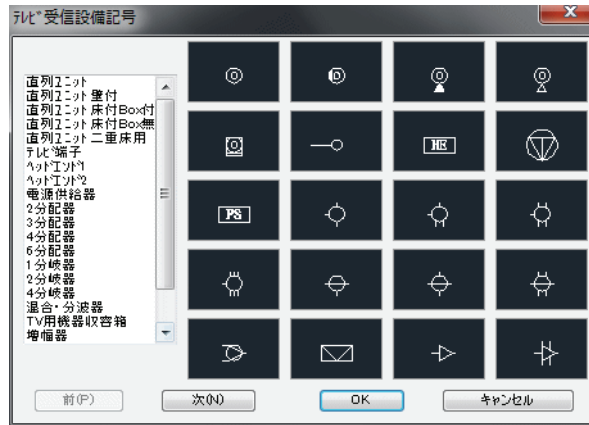 テレビ受信設備記号
直列ユニット
直列ユニット 壁付
直列ユニット 床付Box付
直列ユニット 床付Box無
直列ユニット 二重床用
テレビ端子
ヘッドエンド1
ヘッドエンド2
電源供給器
2分配器
3分配器
4分配器
6分配器
1分岐器
2分岐器
4分岐器
混合・分波器
TV用機器収容箱
増幅器
HE
PS
前(P)
次(N)
OK
キャンセル